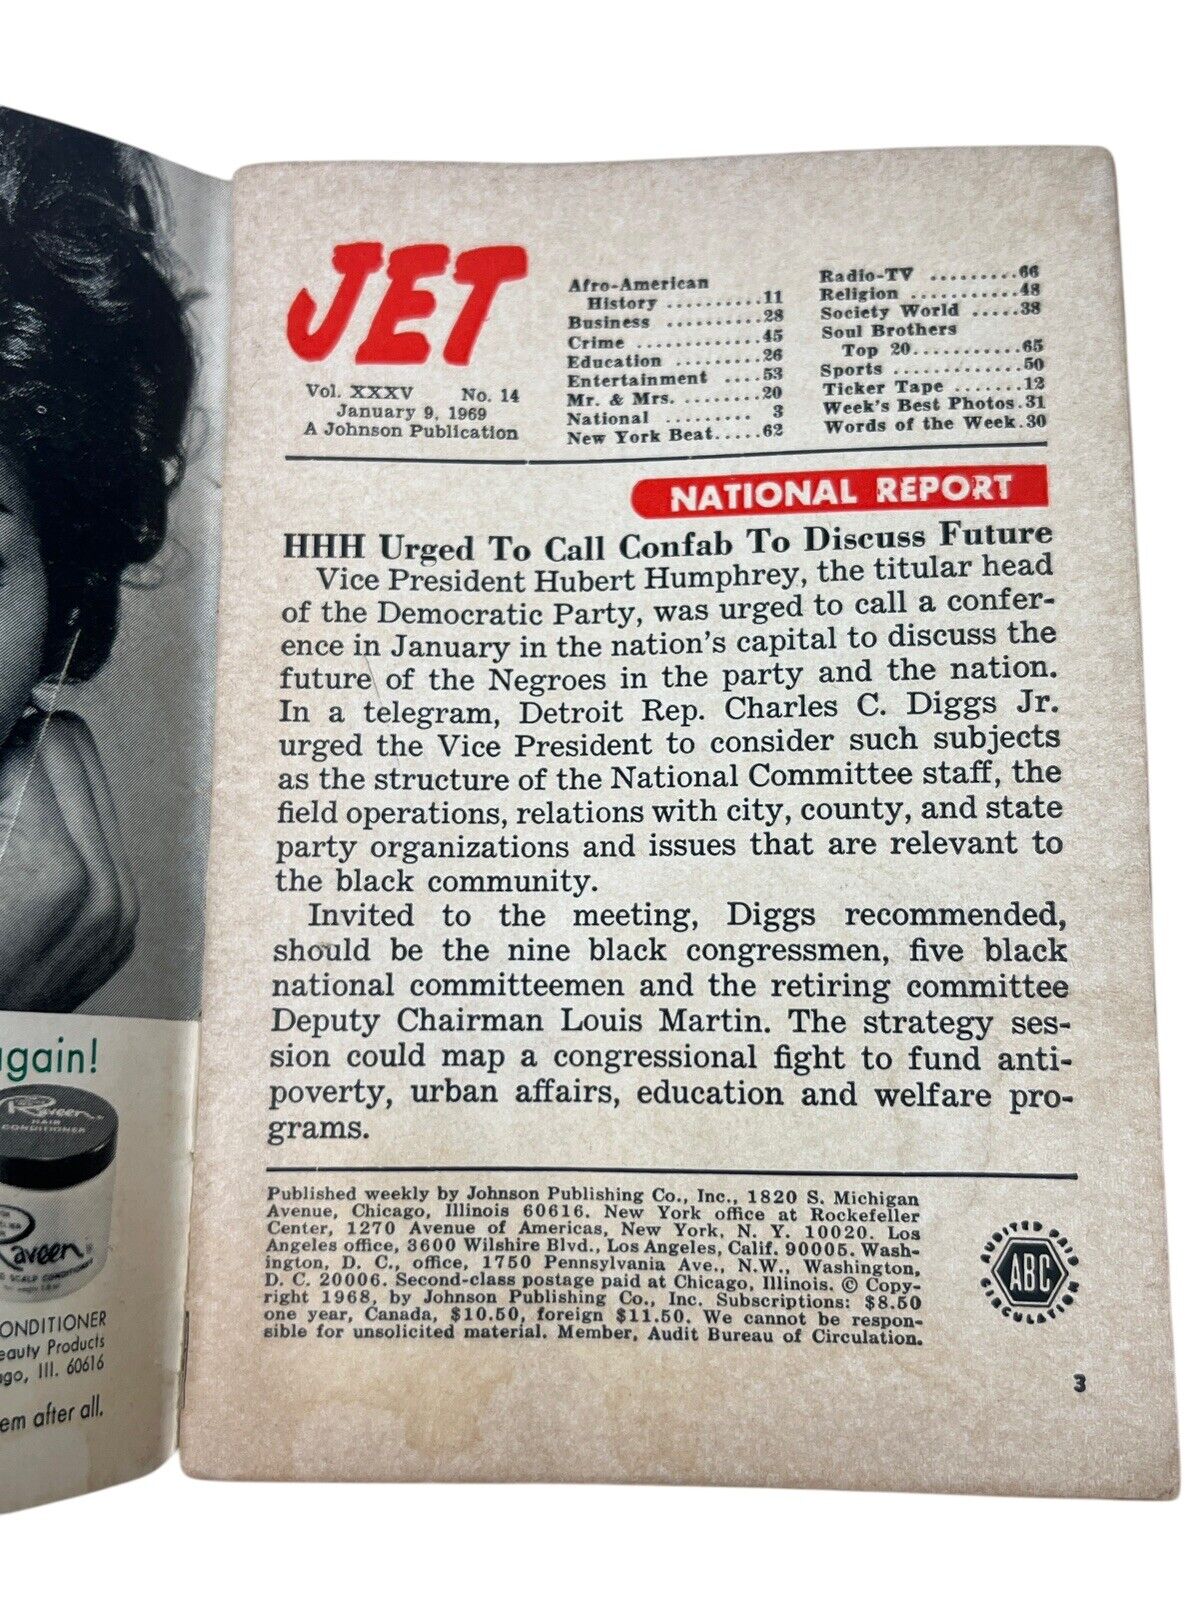 again!
Raveen
HAIR
CONDITIONER
Raveen
SCALP CONDITIONER
CONDITIONER
Beauty Products
ago, Ill. 60616
em after all.
JET
Vol. XXXV No. 14
January 9, 1969
A Johnson Publication
Afro-American
History ..........11
Business ..........28
Crime .............45
Education .........26
Entertainment ....53
Mr. & Mrs. ........20
National ......... 3
New York Beat.....62
Radio-TV .........66
Religion ...........48
Society World .....38
Soul Brothers
Top 20............65
Sports .............50
Ticker Tape .......12
Week's Best Photos.31
Words of the Week.30
NATIONAL REPORT
HHH Urged To Call Confab To Discuss Future
Vice President Hubert Humphrey, the titular head
of the Democratic Party, was urged to call a confer-
ence in January in the nation's capital to discuss the
future of the Negroes in the party and the nation.
In a telegram, Detroit Rep. Charles C. Diggs Jr.
urged the Vice President to consider such subjects
as the structure of the National Committee staff, the
field operations, relations with city, county, and state
party organizations and issues that are relevant to
the black community.
Invited to the meeting, Diggs recommended,
should be the nine black congressmen, five black
national committeemen and the retiring committee
Deputy Chairman Louis Martin. The strategy ses-
sion could map a congressional fight to fund anti-
poverty, urban affairs, education and welfare pro-
grams.
Published weekly by Johnson Publishing Co., Inc., 1820 S. Michigan
Avenue, Chicago, Illinois 60616. New York office at Rockefeller
Center, 1270 Avenue of Americas, New York, N. Y. 10020. Los
Angeles office, 3600 Wilshire Blvd., Los Angeles, Calif. 90005. Wash-
ington, D. C., office, 1750 Pennsylvania Ave., N.W., Washington,
D. C. 20006. Second-class postage paid at Chicago, Illinois. © Copy-
right 1968, by Johnson Publishing Co., Inc. Subscriptions: $8.50
one year, Canada, $10.50, foreign $11.50. We cannot be respon-
sible for unsolicited material. Member, Audit Bureau of Circulation.
AUDITED PAID
ABC
CIRCULATION
3